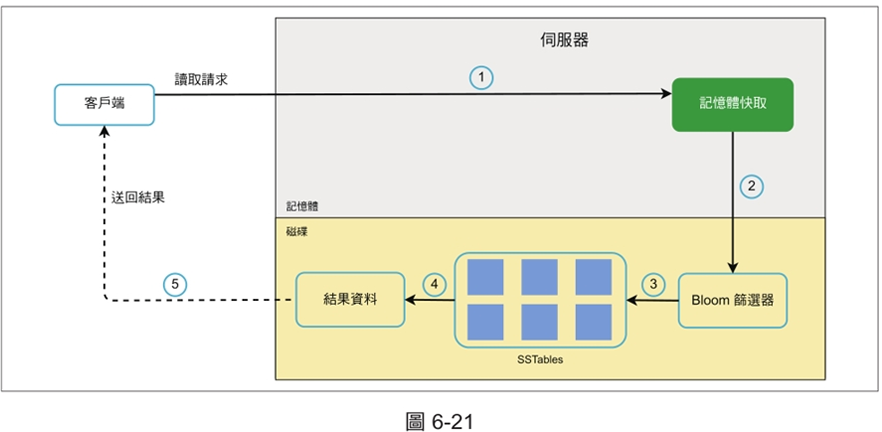 伺服器
讀取請求
1
客戶端
記憶體快取
2
送回結果
記憶體
磁碟
5
4
3
結果資料
Bloom 篩選器
SSTables
圖 6-21